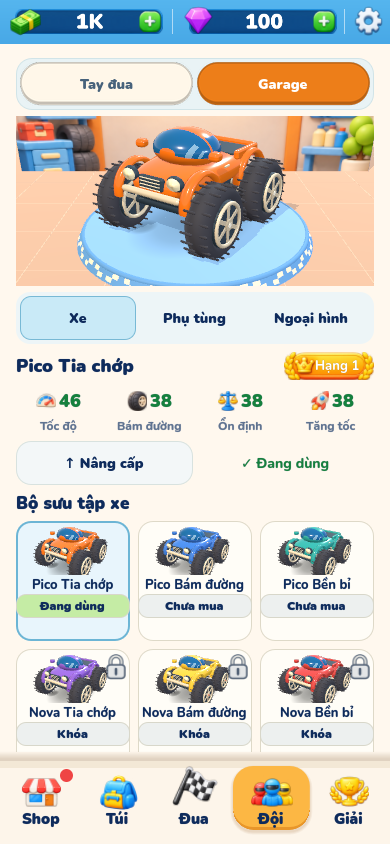 1K
100
Tay đua
Garage
Xe
Phụ tùng
Ngoại hình
Pico Tia chớp
Hạng 1
46
38
38
38
Tốc độ
Bám đường
Ổn định
Tăng tốc
↑ Nâng cấp
✓ Đang dùng
Bộ sưu tập xe
Pico Tia chớp
Pico Bám đường
Pico Bền bỉ
Đang dùng
Chưa mua
Chưa mua
Nova Tia chớp
Nova Bám đường
Nova Bền bỉ
Khóa
Khóa
Khóa
Shop
Túi
Đua
Đội
Giải